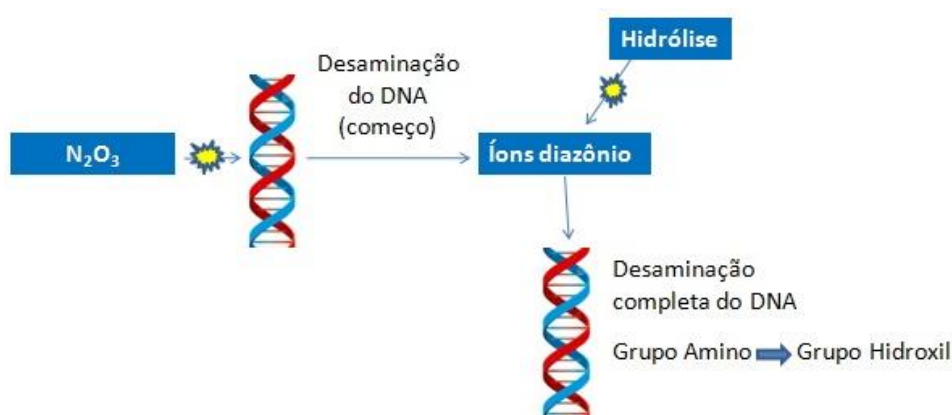 Hidrólise
Desaminação
do DNA
(começo)
N₂O₃
Íons diazônio
Desaminação
completa do DNA
Grupo Amino Grupo Hidroxil